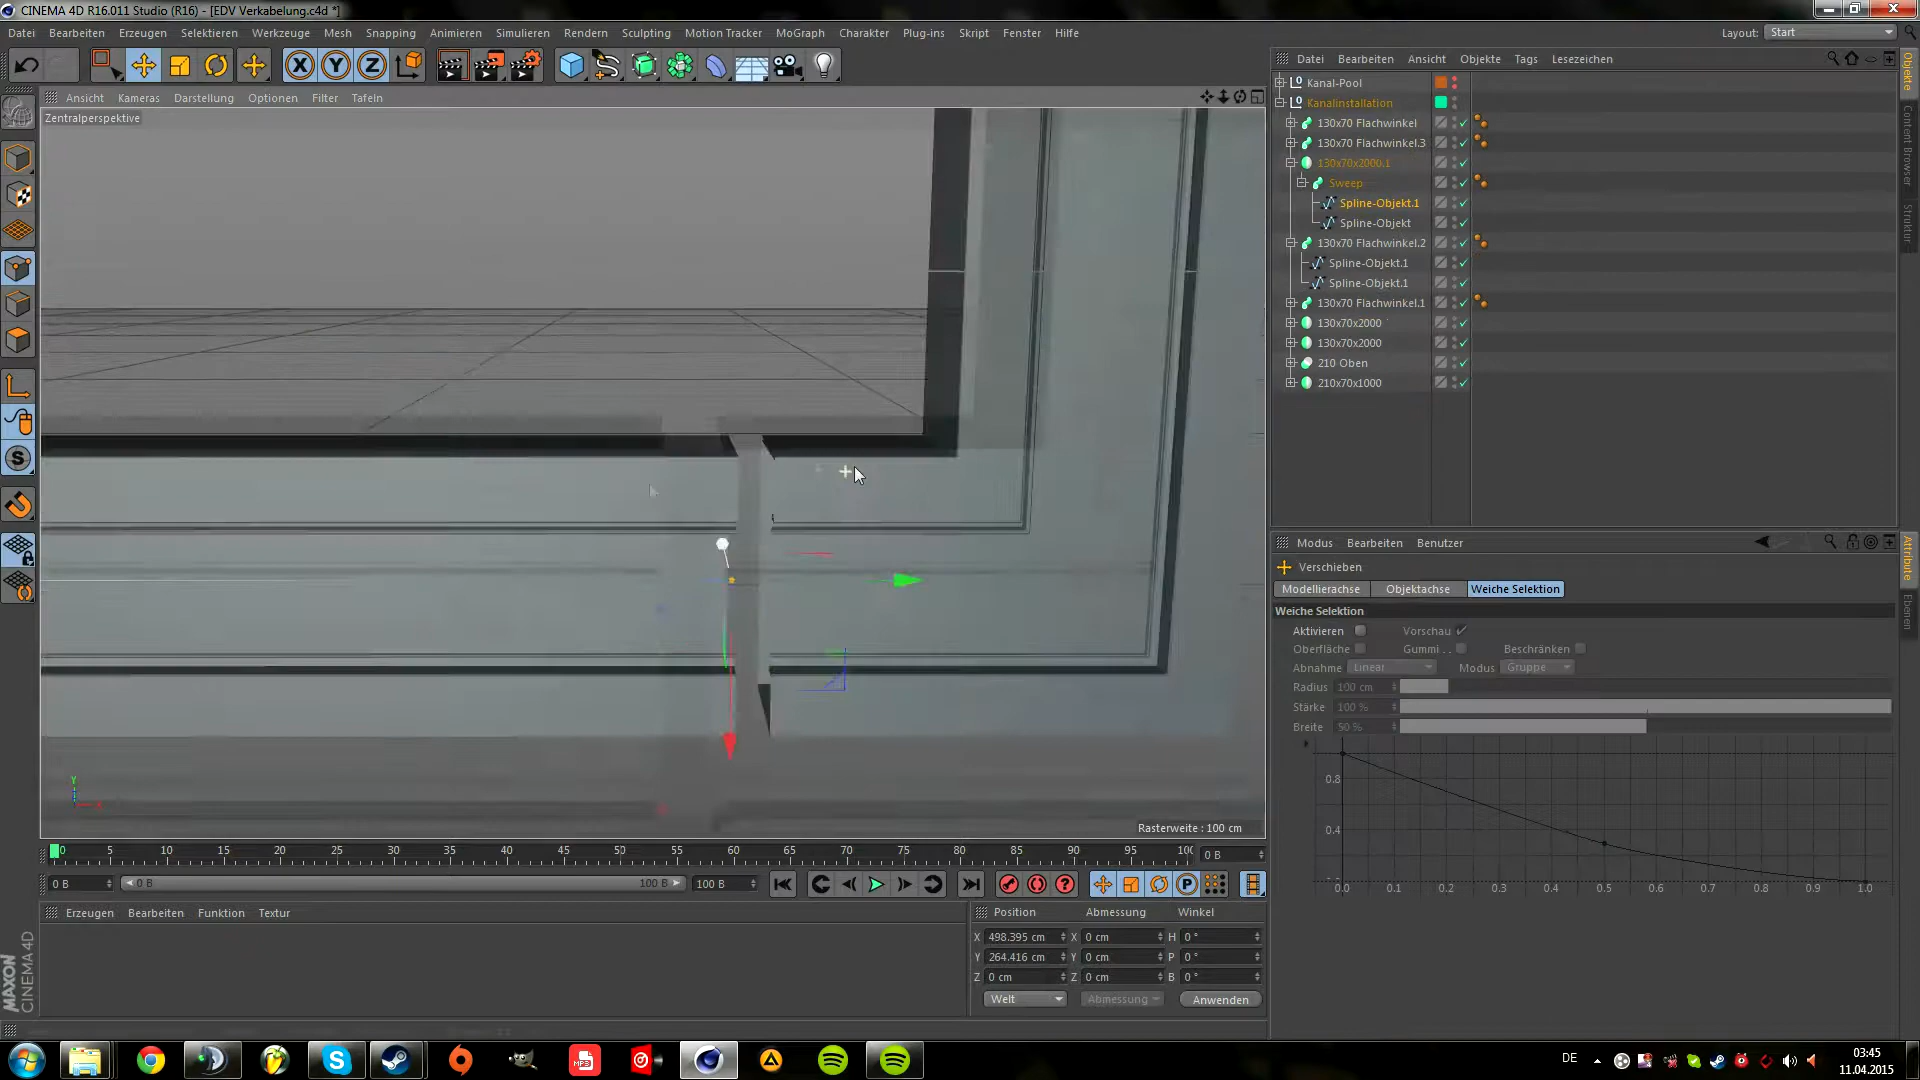 CINEMA 4D R16.011 Studio (R16) - [EDV Verkabelung.c4d *]
Datei Bearbeiten Erzeugen Selektieren Werkzeuge Mesh Snapping Animieren Simulieren Rendern Sculpting Motion Tracker MoGraph Charakter Plug-ins Skript Fenster Hilfe Layout: Start
Datei Bearbeiten Ansicht Objekte Tags Lesezeichen
Ansicht Kameras Darstellung Optionen Filter Tafeln
Zentralperspektive
Kanal-Pool
Kanalinstallation
130x70 Flachwinkel
130x70 Flachwinkel.3
130x70x2000.1
Sweep
Spline-Objekt.1
Spline-Objekt
130x70 Flachwinkel.2
Spline-Objekt.1
Spline-Objekt.1
130x70 Flachwinkel.1
130x70x2000
130x70x2000
210 Oben
210x70x1000
Objekte
Content Browser
Struktur
Modus Bearbeiten Benutzer
Verschieben
Modellierachse Objektachse Weiche Selektion
Weiche Selektion
Aktivieren Vorschau
Oberfläche Gummi . . Beschränken
Abnahme Linear Modus Gruppe
Radius 100 cm
Stärke 100 %
Breite 50 %
0.8
0.4
0.0 0.1 0.2 0.3 0.4 0.5 0.6 0.7 0.8 0.9 1.0
Attribute
Ebenen
Y
X
Rasterweite : 100 cm
0 5 10 15 20 25 30 35 40 45 50 55 60 65 70 75 80 85 90 95 100 0 B
0 B 0 B 100 B 100 B
Erzeugen Bearbeiten Funktion Textur
Position Abmessung Winkel
X 498.395 cm X 0 cm H 0 °
Y 264.416 cm Y 0 cm P 0 °
Z 0 cm Z 0 cm B 0 °
Welt Abmessung Anwenden
MAXON
CINEMA 4D
MP3
DE
03:45
11.04.2015